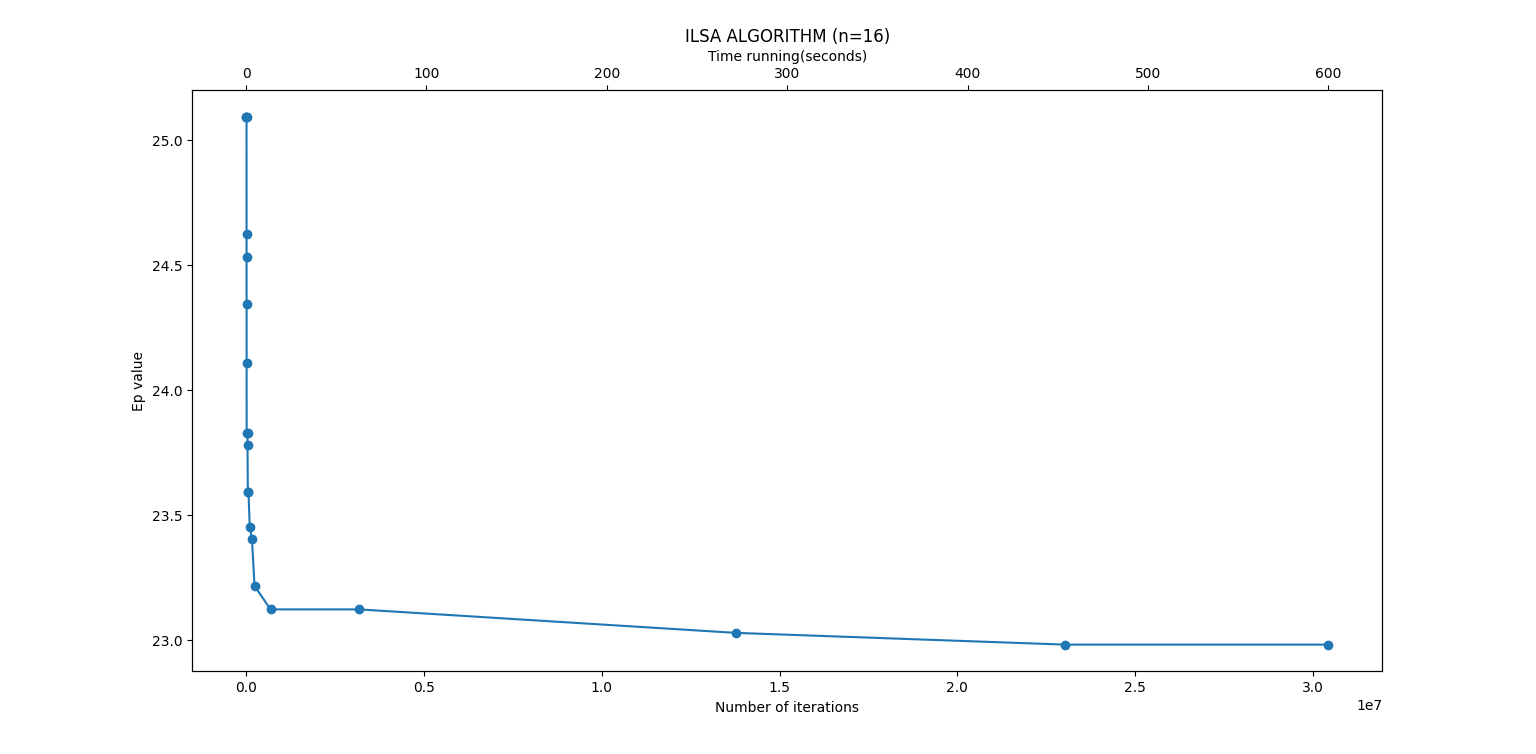 ILSA ALGORITHM (n=16)
Time running(seconds)
0 100 200 300 400 500 600
25.0
24.5
24.0
23.5
23.0
Ep value
0.0 0.5 1.0 1.5 2.0 2.5 3.0
1e7
Number of iterations